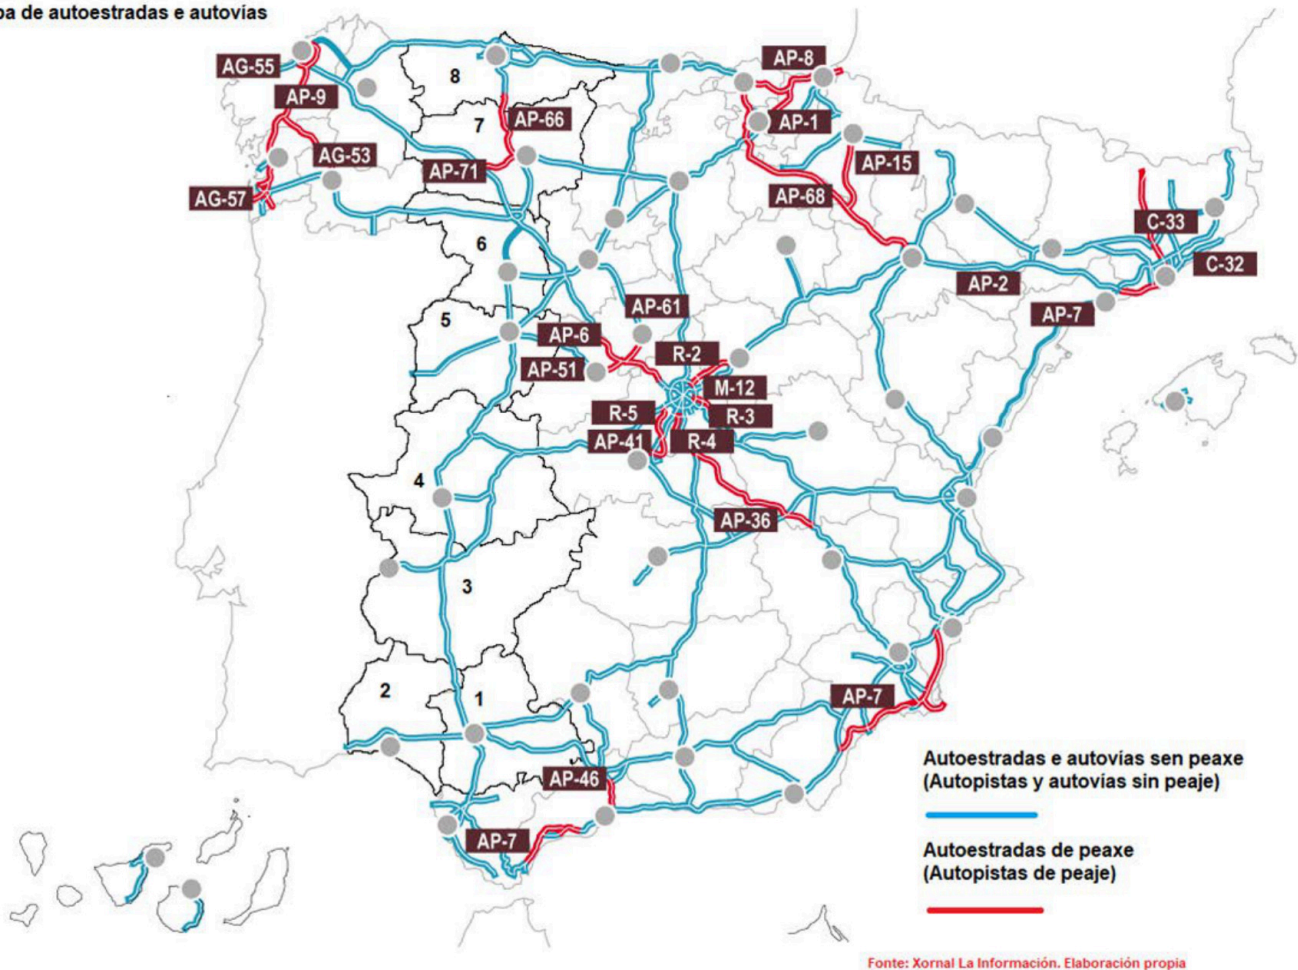 pa de autoestradas e autovías
AP-8
AG-55
8
AP-9
AP-66
7
AP-1
AG-53
AP-71
AP-15
AG-57
AP-68
C-33
6
C-32
AP-2
AP-61
AP-7
5
AP-6
R-2
AP-51
M-12
R-5
R-3
AP-41
R-4
4
AP-36
3
2
1
AP-7
AP-46
AP-7
Autoestradas e autovías sen peaxe
(Autopistas y autovías sin peaje)
Autoestradas de peaxe
(Autopistas de peaje)
Fonte: Xornal La Información. Elaboración propia